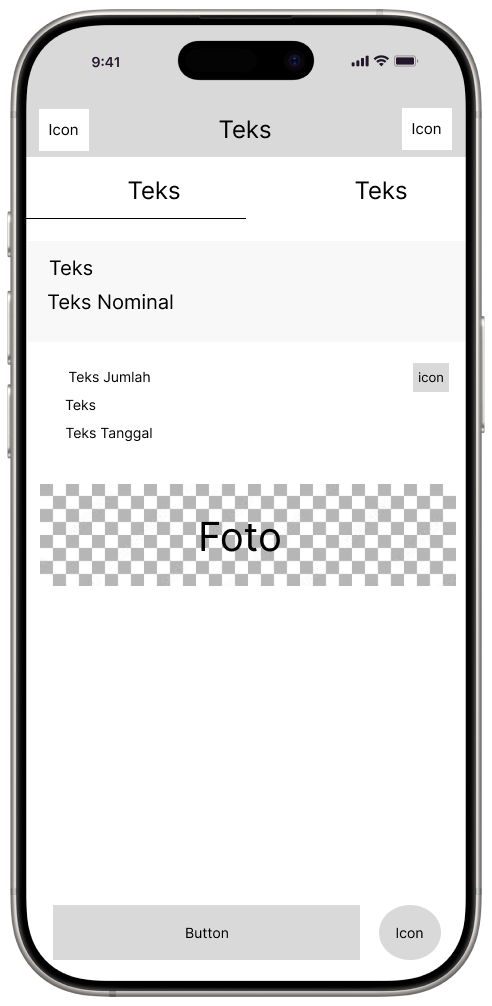 9:41
Icon
Teks
Icon
Teks
Teks
Teks
Teks Nominal
Teks Jumlah
icon
Teks
Teks Tanggal
Foto
Button
Icon